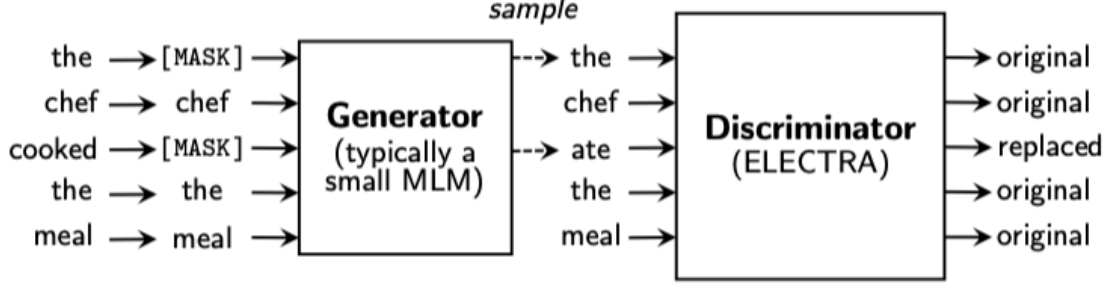 sample
the [MASK] the original
chef chef chef original
cooked [MASK] ate replaced
the the the original
meal meal meal original
Generator
(typically a
small MLM)
Discriminator
(ELECTRA)